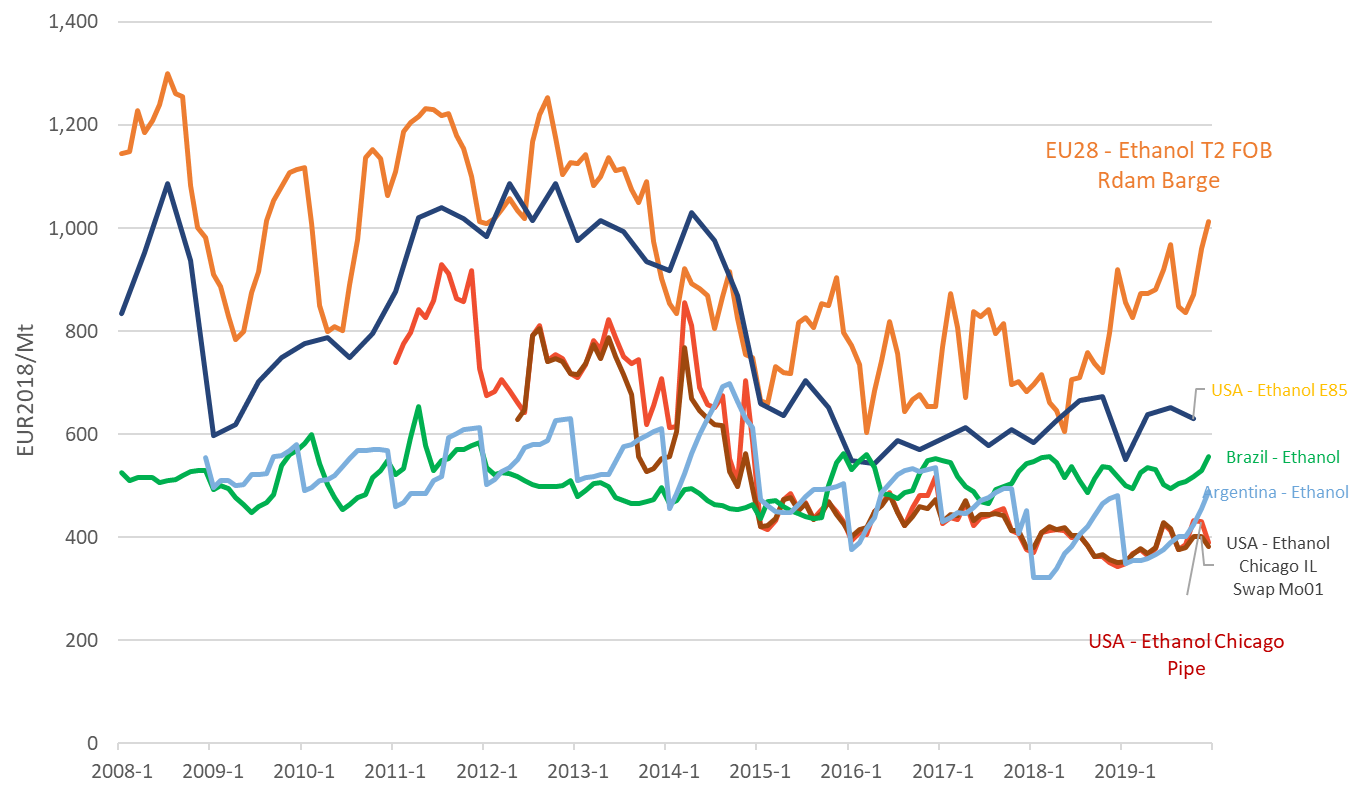 1,400
1,200
1,000
800
600
400
200
0
EUR2018/Mt
2008-1
2009-1
2010-1
2011-1
2012-1
2013-1
2014-1
2015-1
2016-1
2017-1
2018-1
2019-1
EU28 - Ethanol T2 FOB
Rdam Barge
USA - Ethanol E85
Brazil - Ethanol
Argentina - Ethanol
USA - Ethanol
Chicago IL
Swap Mo01
USA - Ethanol Chicago
Pipe